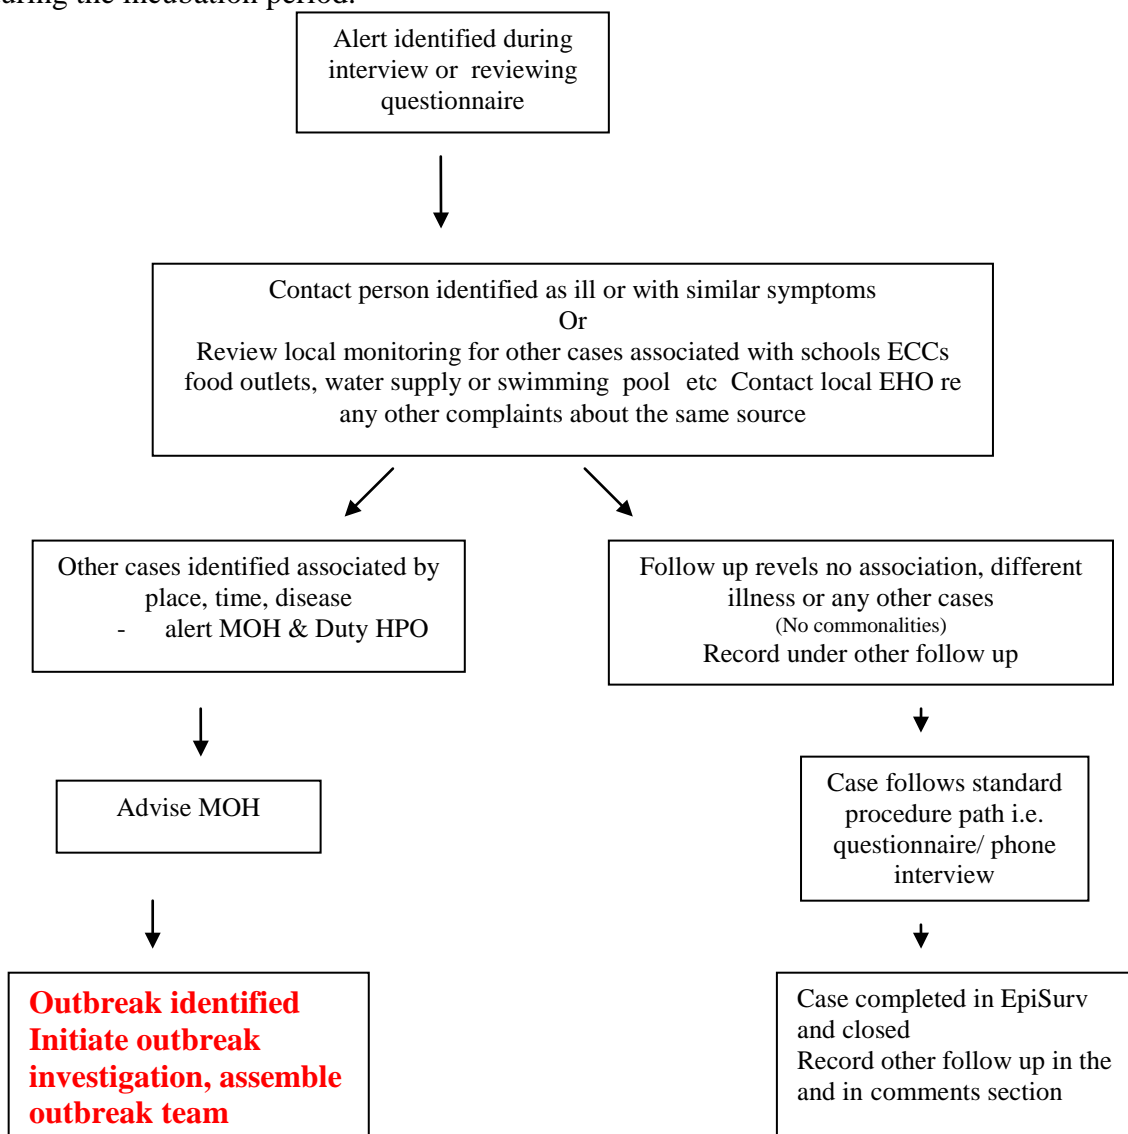 uring the incubation period.
Alert identified during
interview or reviewing
questionnaire
Contact person identified as ill or with similar symptoms
Or
Review local monitoring for other cases associated with schools ECCs
food outlets, water supply or swimming pool etc Contact local EHO re
any other complaints about the same source
Other cases identified associated by
place, time, disease
- alert MOH & Duty HPO
Follow up revels no association, different
illness or any other cases
(No commonalities)
Record under other follow up
Advise MOH
Case follows standard
procedure path i.e.
questionnaire/ phone
interview
Outbreak identified
Initiate outbreak
investigation, assemble
outbreak team
Case completed in EpiSurv
and closed
Record other follow up in the
and in comments section